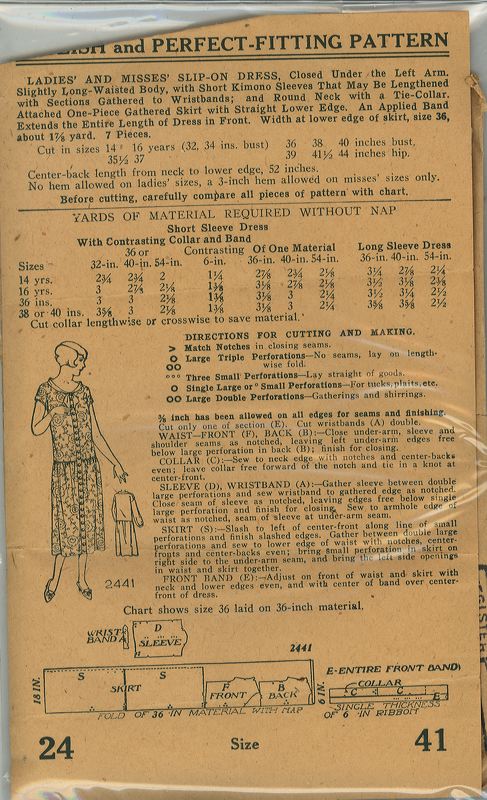 LISH and PERFECT-FITTING PATTERN
LADIES' AND MISSES' SLIP-ON DRESS, Closed Under the Left Arm.
Slightly Long-Waisted Body, with Short Kimono Sleeves That May Be Lengthened
with Sections Gathered to Wristbands; and Round Neck with a Tie-Collar.
Attached One-Piece Gathered Skirt with Straight Lower Edge. An Applied Band
Extends the Entire Length of Dress in Front. Width at lower edge of skirt, size 36,
about 1⅞ yard. 7 Pieces.
Cut in sizes 14 16 years (32, 34 ins. bust) 36 38 40 inches bust,
35½ 37 39 41½ 44 inches hip.
Center-back length from neck to lower edge, 52 inches.
No hem allowed on ladies' sizes, a 3-inch hem allowed on misses' sizes only.
Before cutting, carefully compare all pieces of pattern with chart.
YARDS OF MATERIAL REQUIRED WITHOUT NAP
Short Sleeve Dress
With Contrasting Collar and Band
36 or Contrasting Of One Material Long Sleeve Dress
Sizes 32-in. 40-in. 54-in. 6-in. 36-in. 40-in. 54-in. 36-in. 40-in. 54-in.
14 yrs. 2¾ 2¾ 2 1¼ 2⅞ 2¾ 2¼ 3¼ 2⅞ 2¼
16 yrs. 3 2⅞ 2⅛ 1⅜ 3⅛ 2⅞ 2⅛ 3½ 3⅛ 2⅜
36 ins. 3 3 2⅛ 1⅜ 3⅛ 3 2¼ 3½ 3¼ 2½
38 or 40 ins. 3⅜ 3 2⅛ 1⅜ 3½ 3 2¼ 3⅝ 3⅜ 2½
Cut collar lengthwise or crosswise to save material.
DIRECTIONS FOR CUTTING AND MAKING.
> Match Notches in closing seams.
Large Triple Perforations—No seams, lay on length-
wise fold.
Three Small Perforations—Lay straight of goods.
Single Large or Small Perforations—For tucks, plaits, etc.
Large Double Perforations—Gatherings and shirrings.
⅜ inch has been allowed on all edges for seams and finishing.
Cut only one of section (E). Cut wristbands (A) double.
WAIST—FRONT (F), BACK (B):—Close under-arm, sleeve and
shoulder seams as notched, leaving left under-arm edges free
below large perforation in back (B); finish for closing.
COLLAR (C):—Sew to neck edge with notches and center-backs
even; leave collar free forward of the notch and tie in a knot at
center-front.
SLEEVE (D), WRISTBAND (A):—Gather sleeve between double
large perforations and sew wristband to gathered edge as notched.
Close seam of sleeve as notched, leaving edges free below single
large perforation and finish for closing. Sew to armhole edge of
waist as notched, seam of sleeve at under-arm seam.
SKIRT (S):—Slash to left of center-front along line of small
perforations and finish slashed edges. Gather between double large
perforations and sew to lower edge of waist with notches, center-
fronts and center-backs even; bring small perforation in skirt on
right side to the under-arm seam, and bring the left side openings
in waist and skirt together.
FRONT BAND (E):—Adjust on front of waist and skirt with
neck and lower edges even, and with center of band over center-
front of dress.
2441
Chart shows size 36 laid on 36-inch material.
WRIST
BAND A
D
SLEEVE
2441
18 IN.
S S
SKIRT
F
FRONT
B
BACK
FOLD OF 36 IN MATERIAL WITH NAP
E-ENTIRE FRONT BAND
COLLAR
C C
E
6 IN.
SINGLE THICKNESS
OF 6 IN RIBBON
24 Size 41